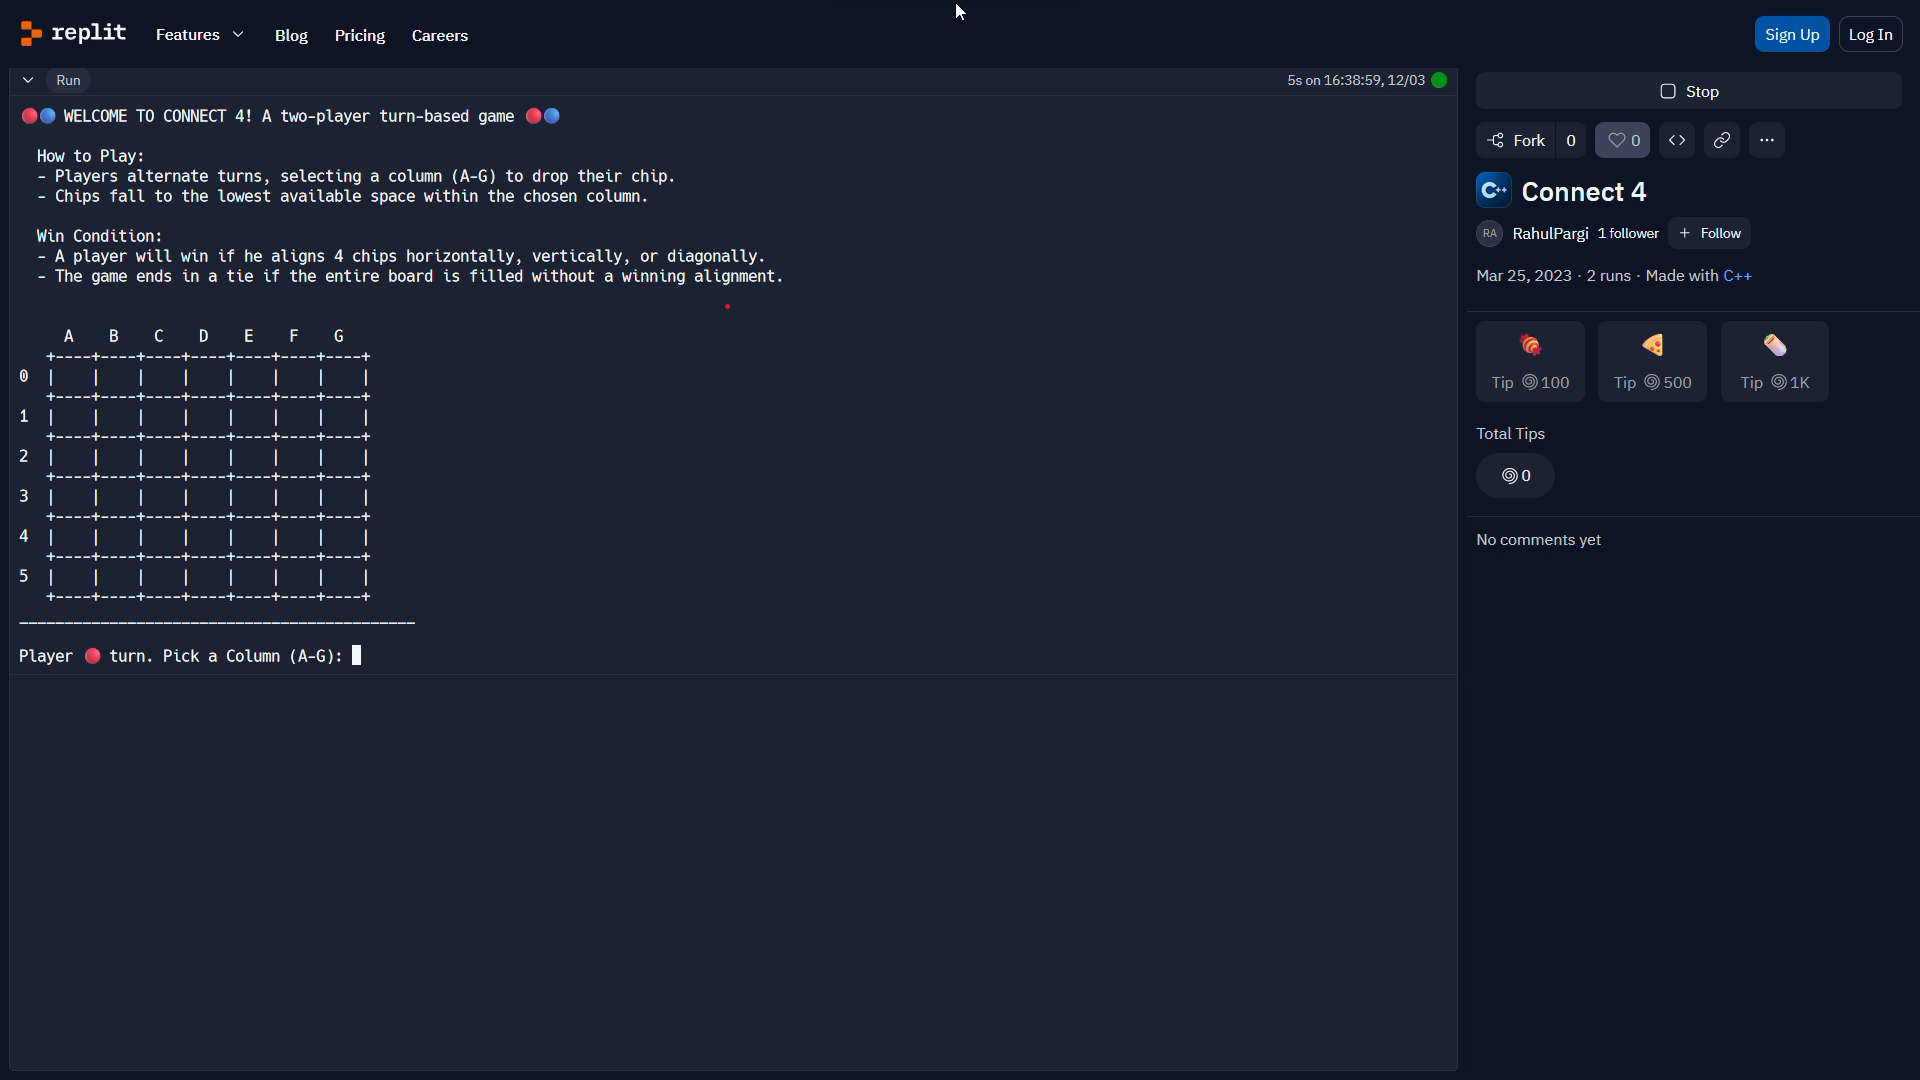 replit Features Blog Pricing Careers Sign Up Log In
Run 5s on 16:38:59, 12/03
WELCOME TO CONNECT 4! A two-player turn-based game
How to Play:
- Players alternate turns, selecting a column (A-G) to drop their chip.
- Chips fall to the lowest available space within the chosen column.
Win Condition:
- A player will win if he aligns 4 chips horizontally, vertically, or diagonally.
- The game ends in a tie if the entire board is filled without a winning alignment.
A B C D E F G
0
1
2
3
4
5
Player 🔴 turn. Pick a Column (A-G):
Stop
Fork 0 0
C++ Connect 4
RA RahulPargi 1 follower + Follow
Mar 25, 2023 · 2 runs · Made with C++
Tip 100 Tip 500 Tip 1K
Total Tips
0
No comments yet